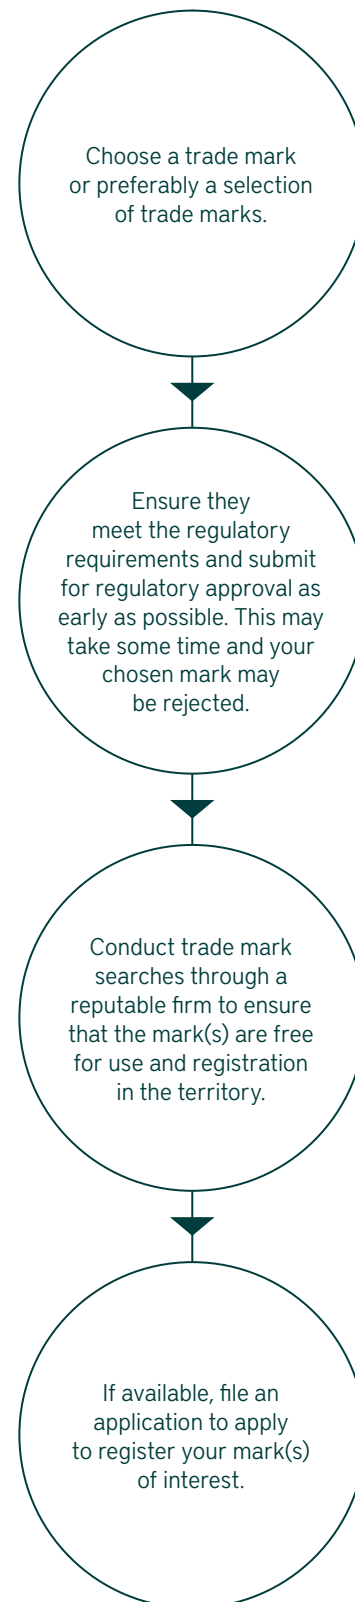 Choose a trade mark
or preferably a selection
of trade marks.
Ensure they
meet the regulatory
requirements and submit
for regulatory approval as
early as possible. This may
take some time and your
chosen mark may
be rejected.
Conduct trade mark
searches through a
reputable firm to ensure
that the mark(s) are free
for use and registration
in the territory.
If available, file an
application to apply
to register your mark(s)
of interest.